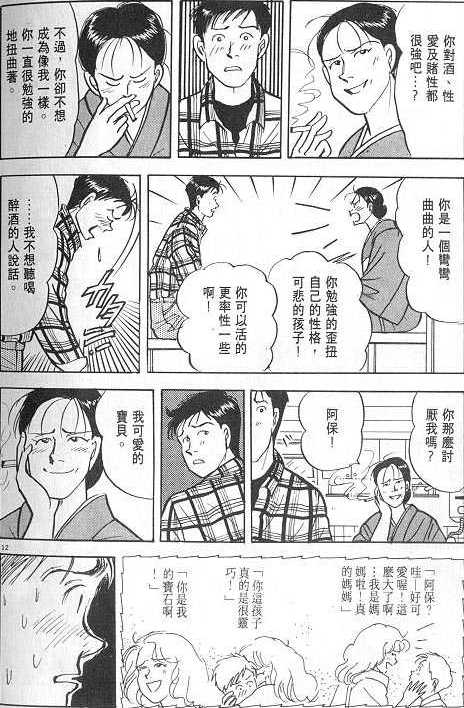 你對酒、性
愛及賭性都
很強吧…?
不過，你卻不想
成為像我一樣。
你一直很勉強的
地扭曲著。
你是一個彎彎
曲曲的人！
你勉強的歪扭
自己的性格，
可悲的孩子！
你可以活的
更率性一些
啊！
……我不想聽喝
醉酒的人說話。
你那麼討
厭我嗎？
阿保！
我可愛的
寶貝。
「阿保？
哇—好可
愛喔！這
麼大了啊
…我是媽
媽啦！真
的媽媽！
「你這孩子
真的是很靈
巧！」
「你是我
的寶石啊
！」
12